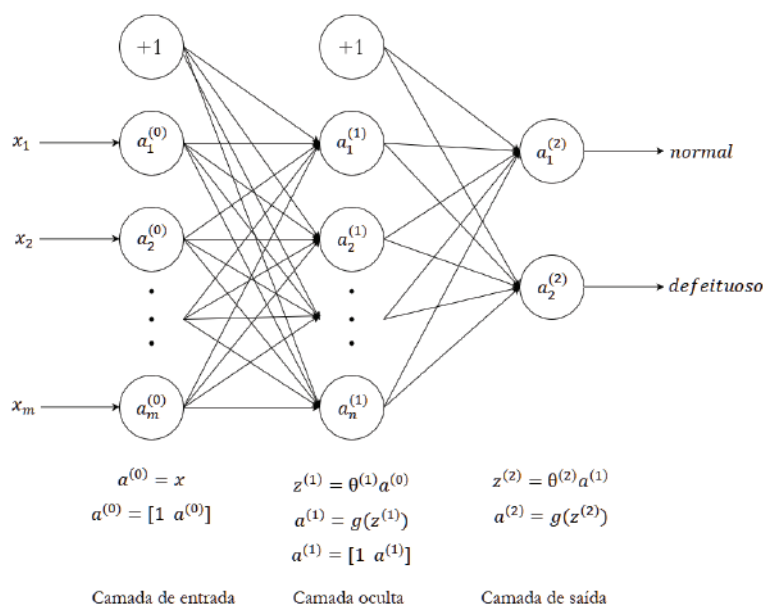 +1 +1
x₁ a₁⁽⁰⁾ a₁⁽¹⁾ a₁⁽²⁾ normal
x₂ a₂⁽⁰⁾ a₂⁽¹⁾ a₂⁽²⁾ defeituoso
xₘ aₘ⁽⁰⁾ aₙ⁽¹⁾
a⁽⁰⁾ = x z⁽¹⁾ = θ⁽¹⁾a⁽⁰⁾ z⁽²⁾ = θ⁽²⁾a⁽¹⁾
a⁽⁰⁾ = [1 a⁽⁰⁾] a⁽¹⁾ = g(z⁽¹⁾) a⁽²⁾ = g(z⁽²⁾)
a⁽¹⁾ = [1 a⁽¹⁾]
Camada de entrada Camada oculta Camada de saída